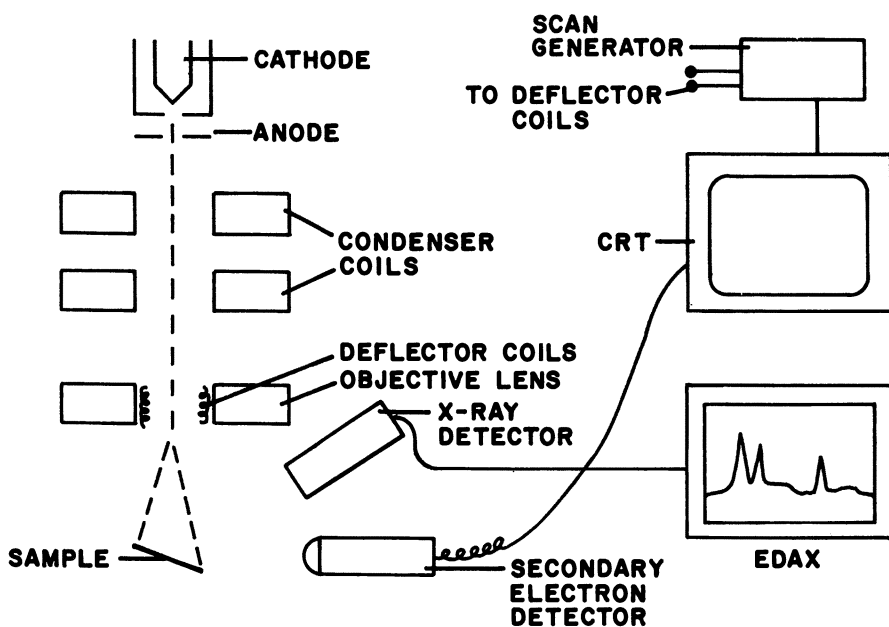 CATHODE
ANODE
CONDENSER
COILS
DEFLECTOR COILS
OBJECTIVE LENS
X-RAY
DETECTOR
SAMPLE
SECONDARY
ELECTRON
DETECTOR
SCAN
GENERATOR
TO DEFLECTOR
COILS
CRT
EDAX